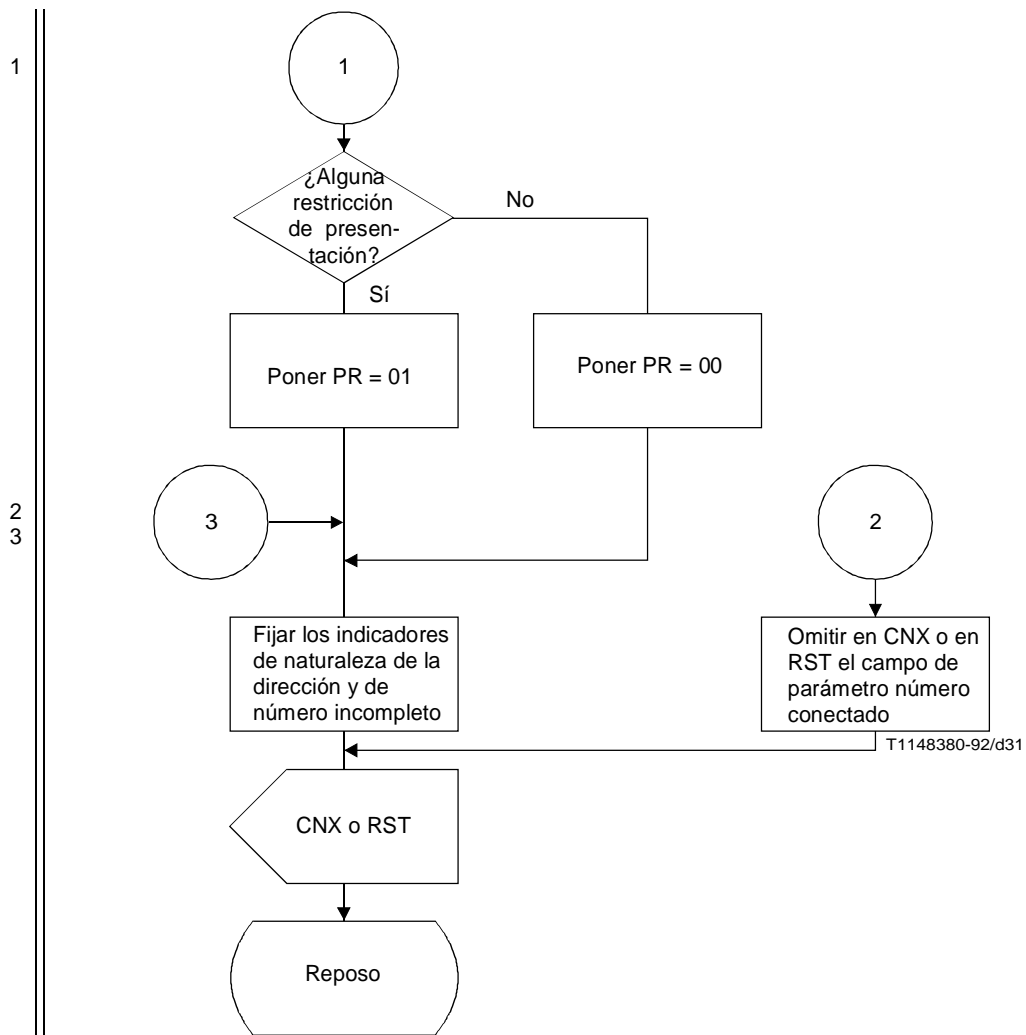 1
1
¿Alguna
restricción
de presen-
tación?
No
Sí
Poner PR = 01
Poner PR = 00
2
3
3
2
Fijar los indicadores
de naturaleza de la
dirección y de
número incompleto
Omitir en CNX o en
RST el campo de
parámetro número
conectado
T1148380-92/d31
CNX o RST
Reposo